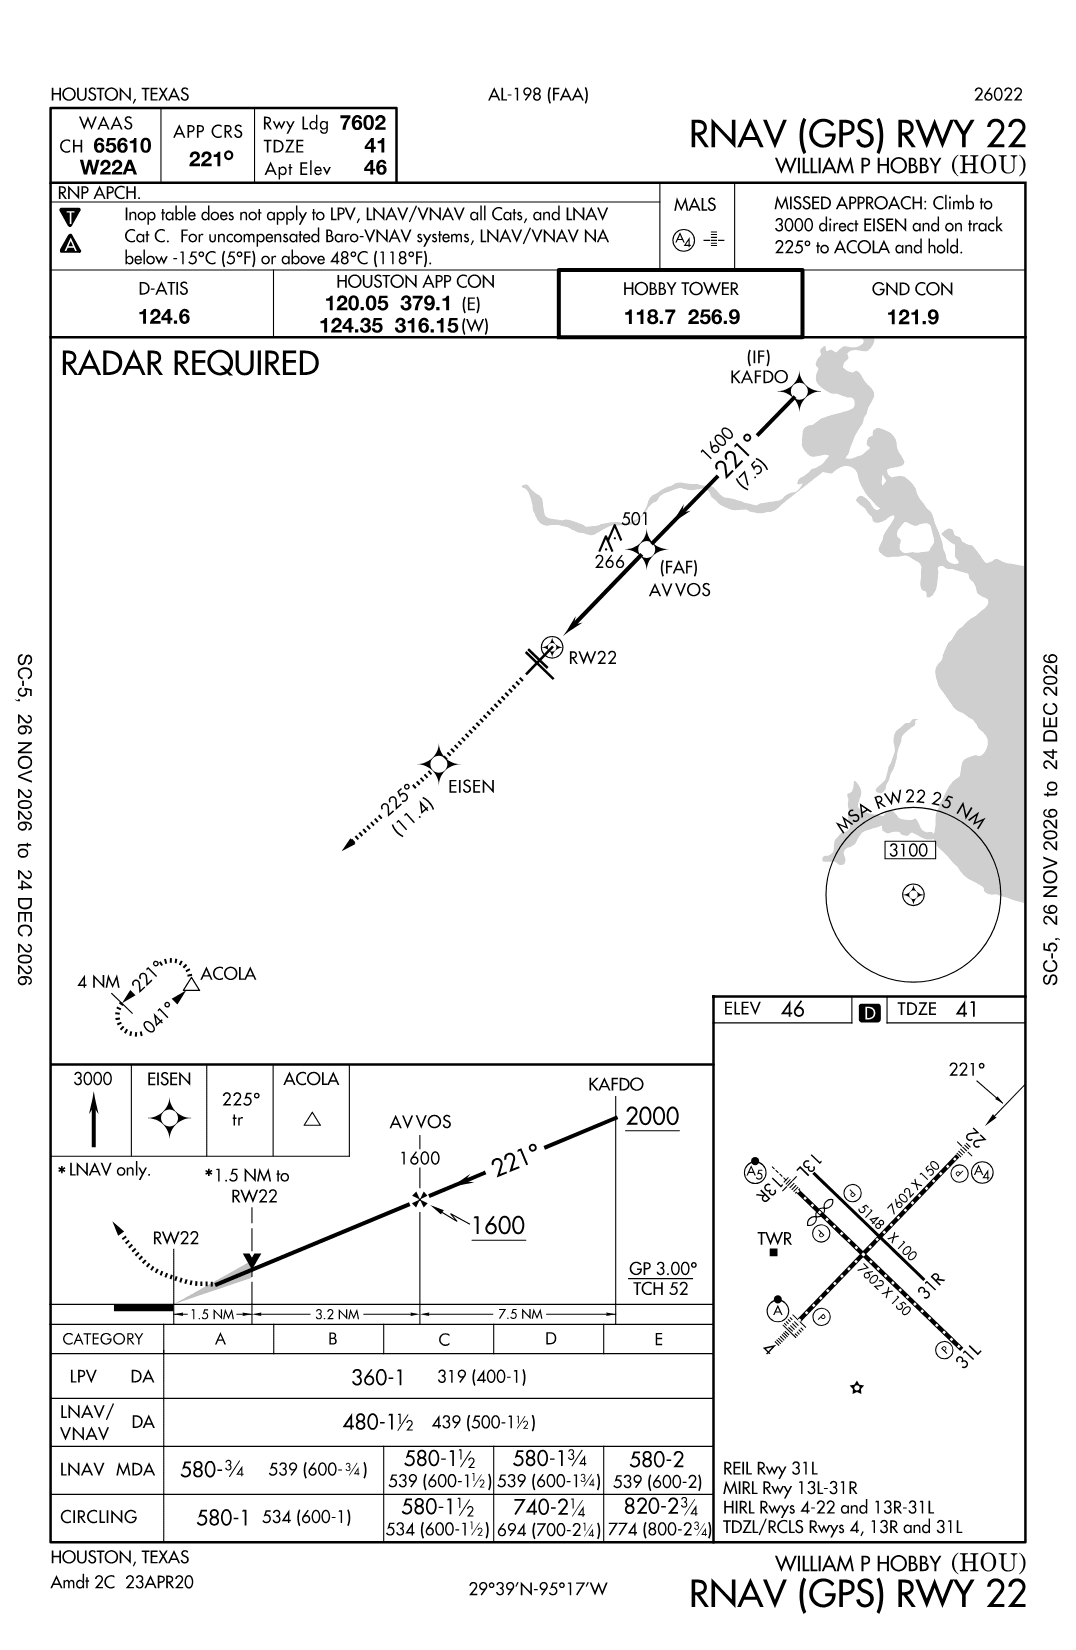 HOUSTON, TEXAS
AL-198 (FAA)
26022
WAAS
CH 65610
W22A
APP CRS
221°
Rwy Ldg 7602
TDZE 41
Apt Elev 46
RNAV (GPS) RWY 22
WILLIAM P HOBBY (HOU)
RNP APCH.
T
A
Inop table does not apply to LPV, LNAV/VNAV all Cats, and LNAV
Cat C. For uncompensated Baro-VNAV systems, LNAV/VNAV NA
below -15°C (5°F) or above 48°C (118°F).
MALS
A4
MISSED APPROACH: Climb to
3000 direct EISEN and on track
225° to ACOLA and hold.
D-ATIS
124.6
HOUSTON APP CON
120.05 379.1 (E)
124.35 316.15 (W)
HOBBY TOWER
118.7 256.9
GND CON
121.9
RADAR REQUIRED
(IF)
KAFDO
1600
221°
(7.5)
501
266
(FAF)
AVVOS
RW22
EISEN
225°
(11.4)
MSA RW22 25 NM
3100
4 NM
221°
041°
ACOLA
SC-5, 26 NOV 2026 to 24 DEC 2026
SC-5, 26 NOV 2026 to 24 DEC 2026
ELEV 46
D
TDZE 41
221°
22
A5
13R
13L
P
A4
P
7602 X 150
5148 X 100
P
TWR
7602 X 150
31R
A
P
4
P
31L
REIL Rwy 31L
MIRL Rwy 13L-31R
HIRL Rwys 4-22 and 13R-31L
TDZL/RCLS Rwys 4, 13R and 31L
3000
EISEN
225°
tr
ACOLA
KAFDO
2000
AVVOS
1600
221°
1600
*LNAV only.
*1.5 NM to
RW22
RW22
GP 3.00°
TCH 52
1.5 NM
3.2 NM
7.5 NM
CATEGORY A B C D E
LPV DA 360-1 319 (400-1)
LNAV/
VNAV DA 480-1½ 439 (500-1½)
LNAV MDA 580-¾ 539 (600-¾) 580-1½ 580-1¾ 580-2
539 (600-1½) 539 (600-1¾) 539 (600-2)
CIRCLING 580-1 534 (600-1) 580-1½ 740-2¼ 820-2¾
534 (600-1½) 694 (700-2¼) 774 (800-2¾)
HOUSTON, TEXAS
Amdt 2C 23APR20
29°39'N-95°17'W
WILLIAM P HOBBY (HOU)
RNAV (GPS) RWY 22